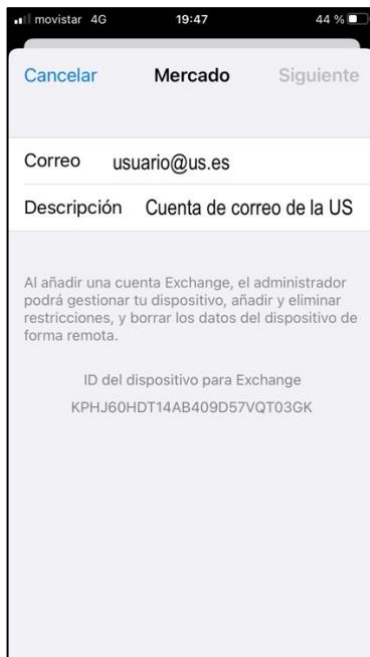 movistar 4G 19:47 44 %
Cancelar Mercado Siguiente
Correo usuario@us.es
Descripción Cuenta de correo de la US
Al añadir una cuenta Exchange, el administrador
podrá gestionar tu dispositivo, añadir y eliminar
restricciones, y borrar los datos del dispositivo de
forma remota.
ID del dispositivo para Exchange
KPHJ60HDT14AB409D57VQT03GK